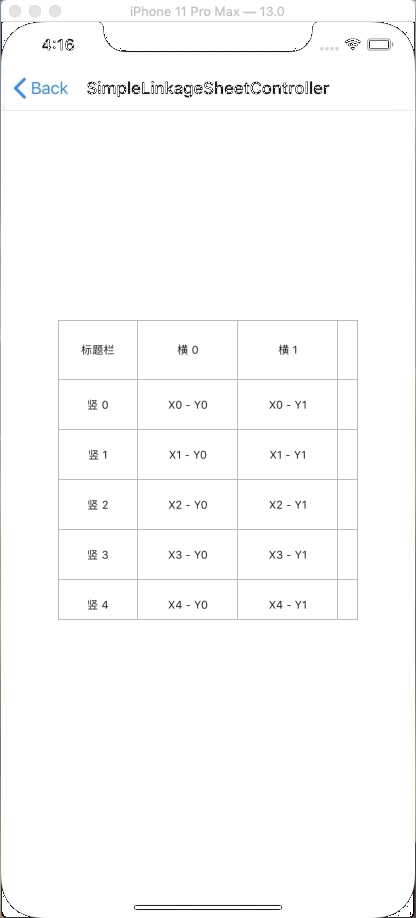 iPhone 11 Pro Max — 13.0
4:16
Back SimpleLinkageSheetController
标题栏 横 0 横 1
竖 0 X0 - Y0 X0 - Y1
竖 1 X1 - Y0 X1 - Y1
竖 2 X2 - Y0 X2 - Y1
竖 3 X3 - Y0 X3 - Y1
竖 4 X4 - Y0 X4 - Y1